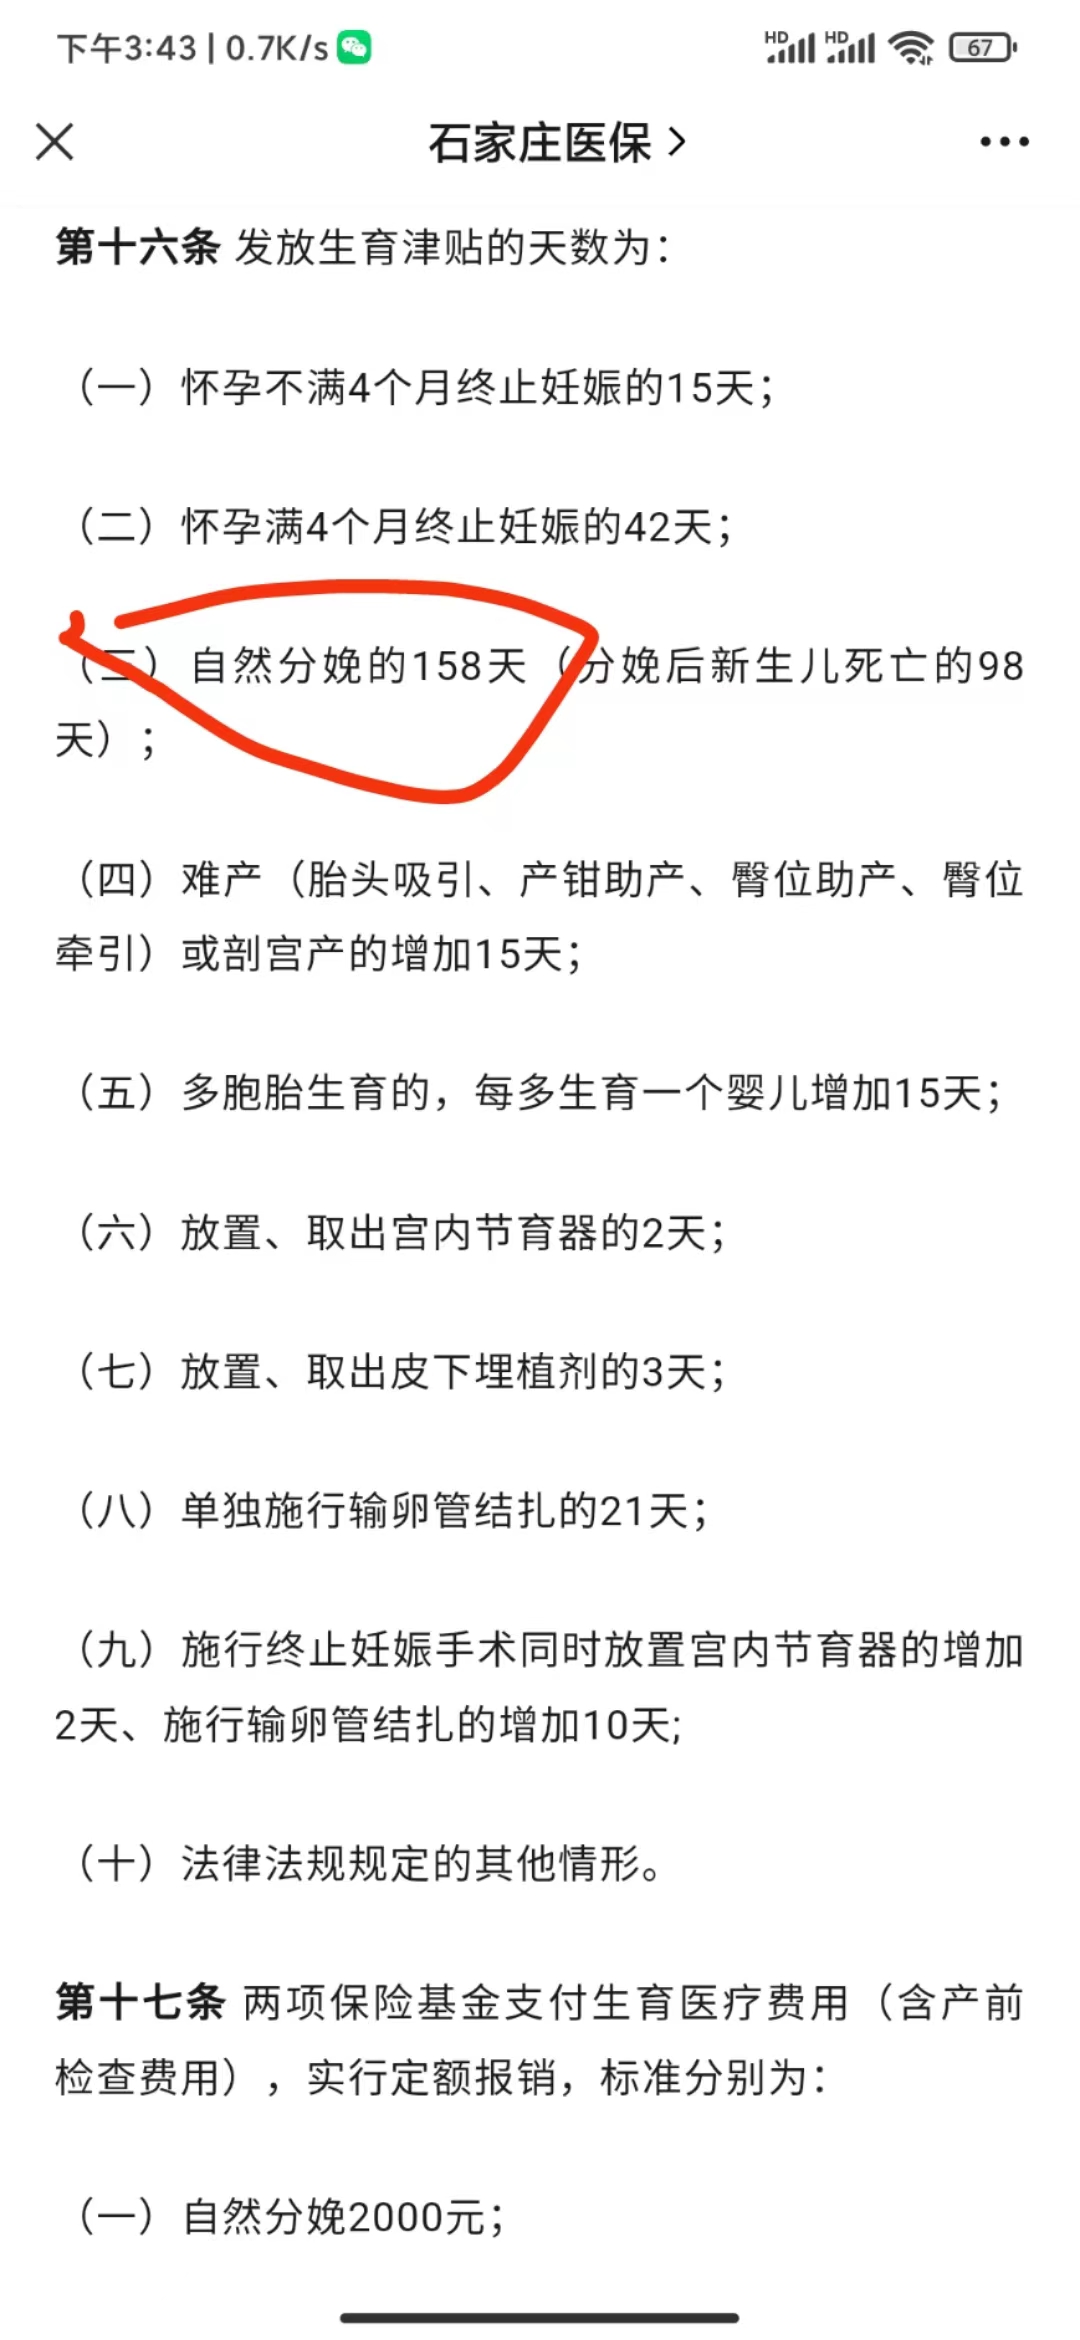 下午3:43 | 0.7K/s
HD HD 67
石家庄医保 >
第十六条 发放生育津贴的天数为：
（一）怀孕不满4个月终止妊娠的15天；
（二）怀孕满4个月终止妊娠的42天；
（三）自然分娩的158天（分娩后新生儿死亡的98
天）；
（四）难产（胎头吸引、产钳助产、臀位助产、臀位
牵引）或剖宫产的增加15天；
（五）多胞胎生育的，每多生育一个婴儿增加15天；
（六）放置、取出宫内节育器的2天；
（七）放置、取出皮下埋植剂的3天；
（八）单独施行输卵管结扎的21天；
（九）施行终止妊娠手术同时放置宫内节育器的增加
2天、施行输卵管结扎的增加10天;
（十）法律法规规定的其他情形。
第十七条 两项保险基金支付生育医疗费用（含产前
检查费用），实行定额报销，标准分别为：
（一）自然分娩2000元；